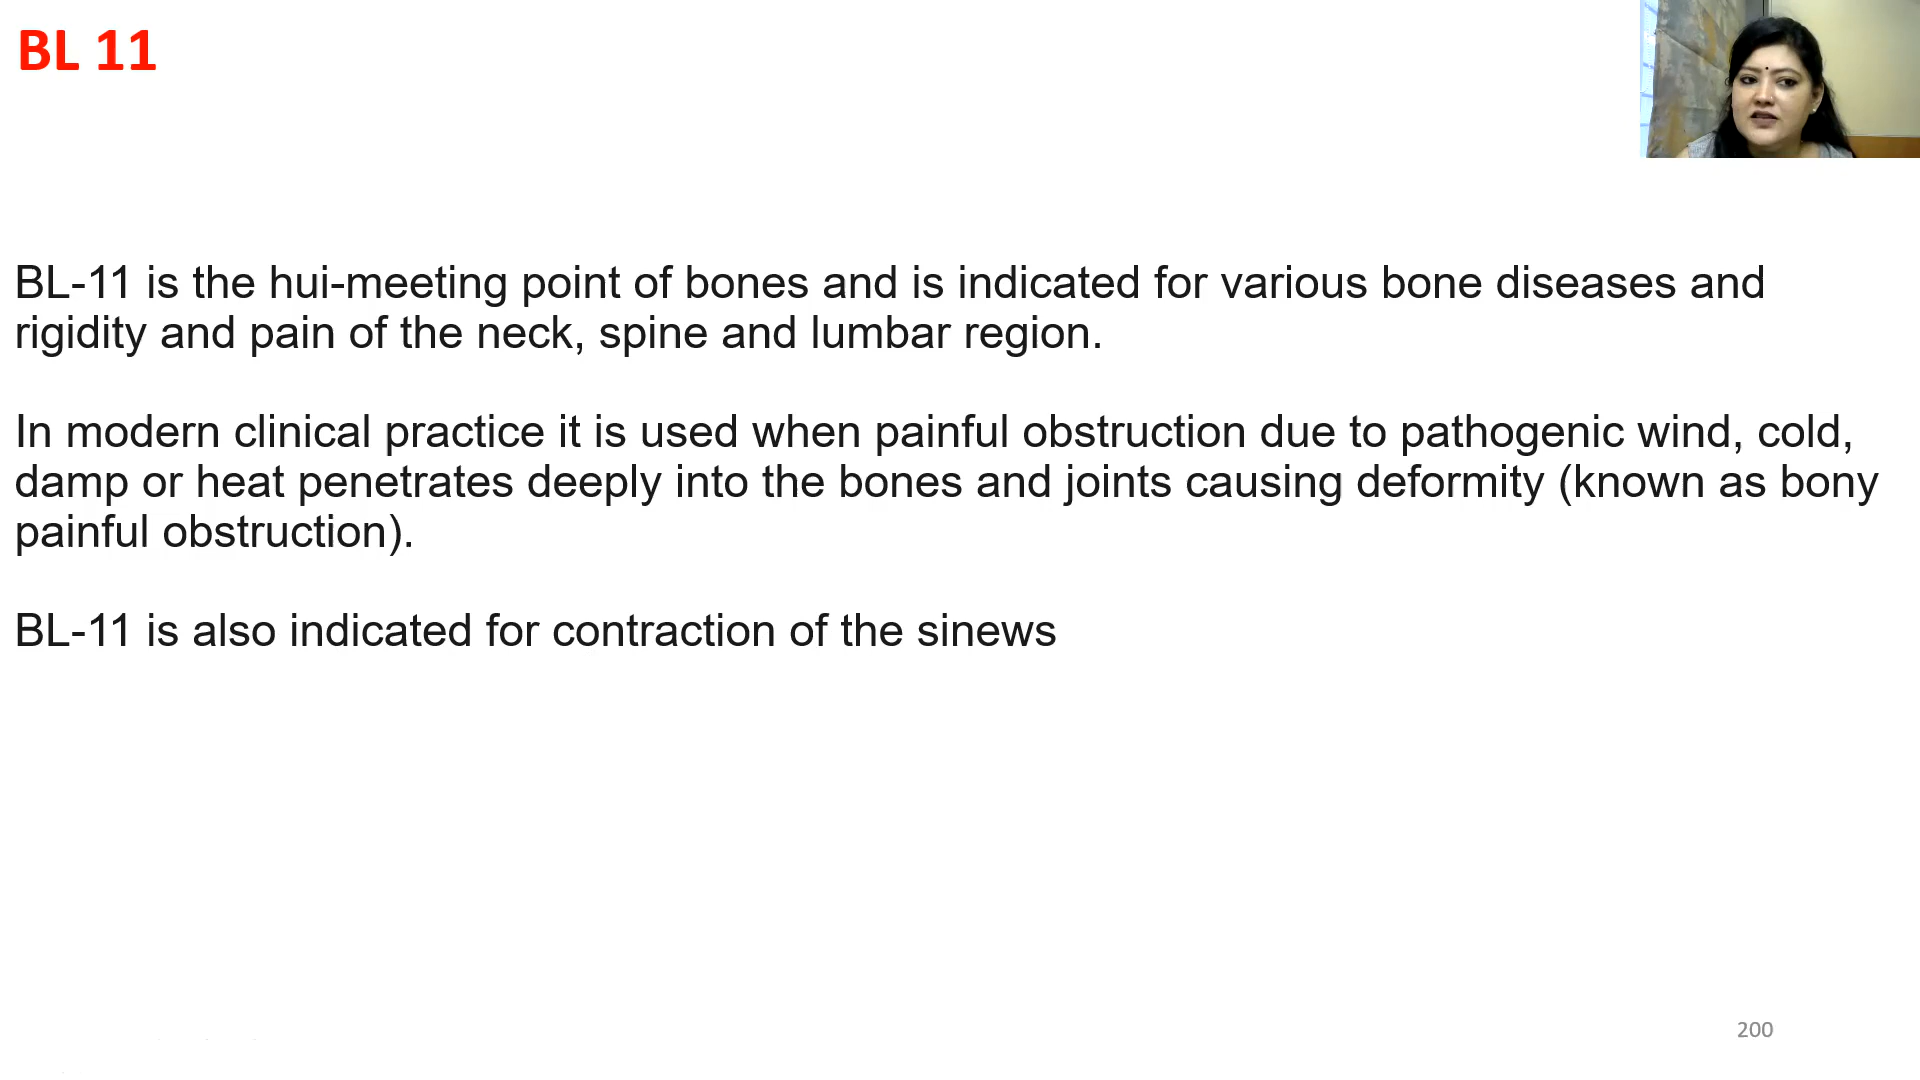 BL 11
BL-11 is the hui-meeting point of bones and is indicated for various bone diseases and
rigidity and pain of the neck, spine and lumbar region.
In modern clinical practice it is used when painful obstruction due to pathogenic wind, cold,
damp or heat penetrates deeply into the bones and joints causing deformity (known as bony
painful obstruction).
BL-11 is also indicated for contraction of the sinews
200